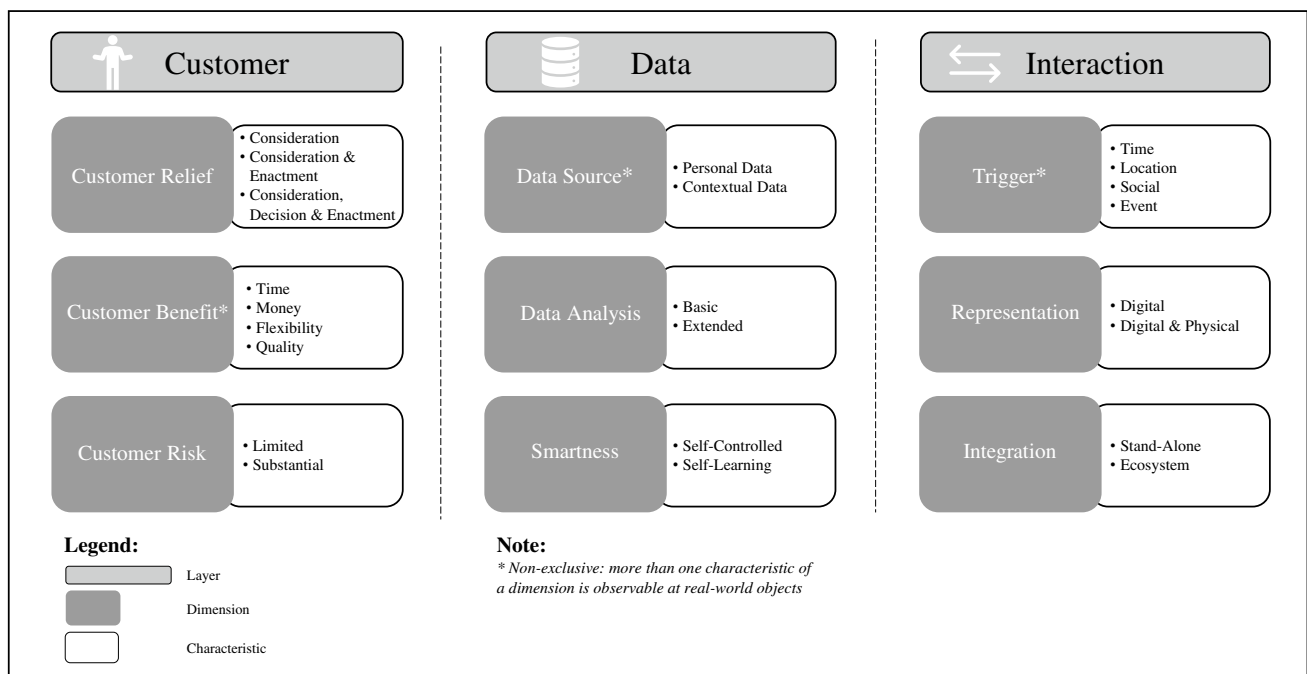 Customer
Customer Relief
• Consideration
• Consideration &
Enactment
• Consideration,
Decision & Enactment
Customer Benefit*
• Time
• Money
• Flexibility
• Quality
Customer Risk
• Limited
• Substantial
Data
Data Source*
• Personal Data
• Contextual Data
Data Analysis
• Basic
• Extended
Smartness
• Self-Controlled
• Self-Learning
Interaction
Trigger*
• Time
• Location
• Social
• Event
Representation
• Digital
• Digital & Physical
Integration
• Stand-Alone
• Ecosystem
Legend:
Layer
Dimension
Characteristic
Note:
* Non-exclusive: more than one characteristic of
a dimension is observable at real-world objects